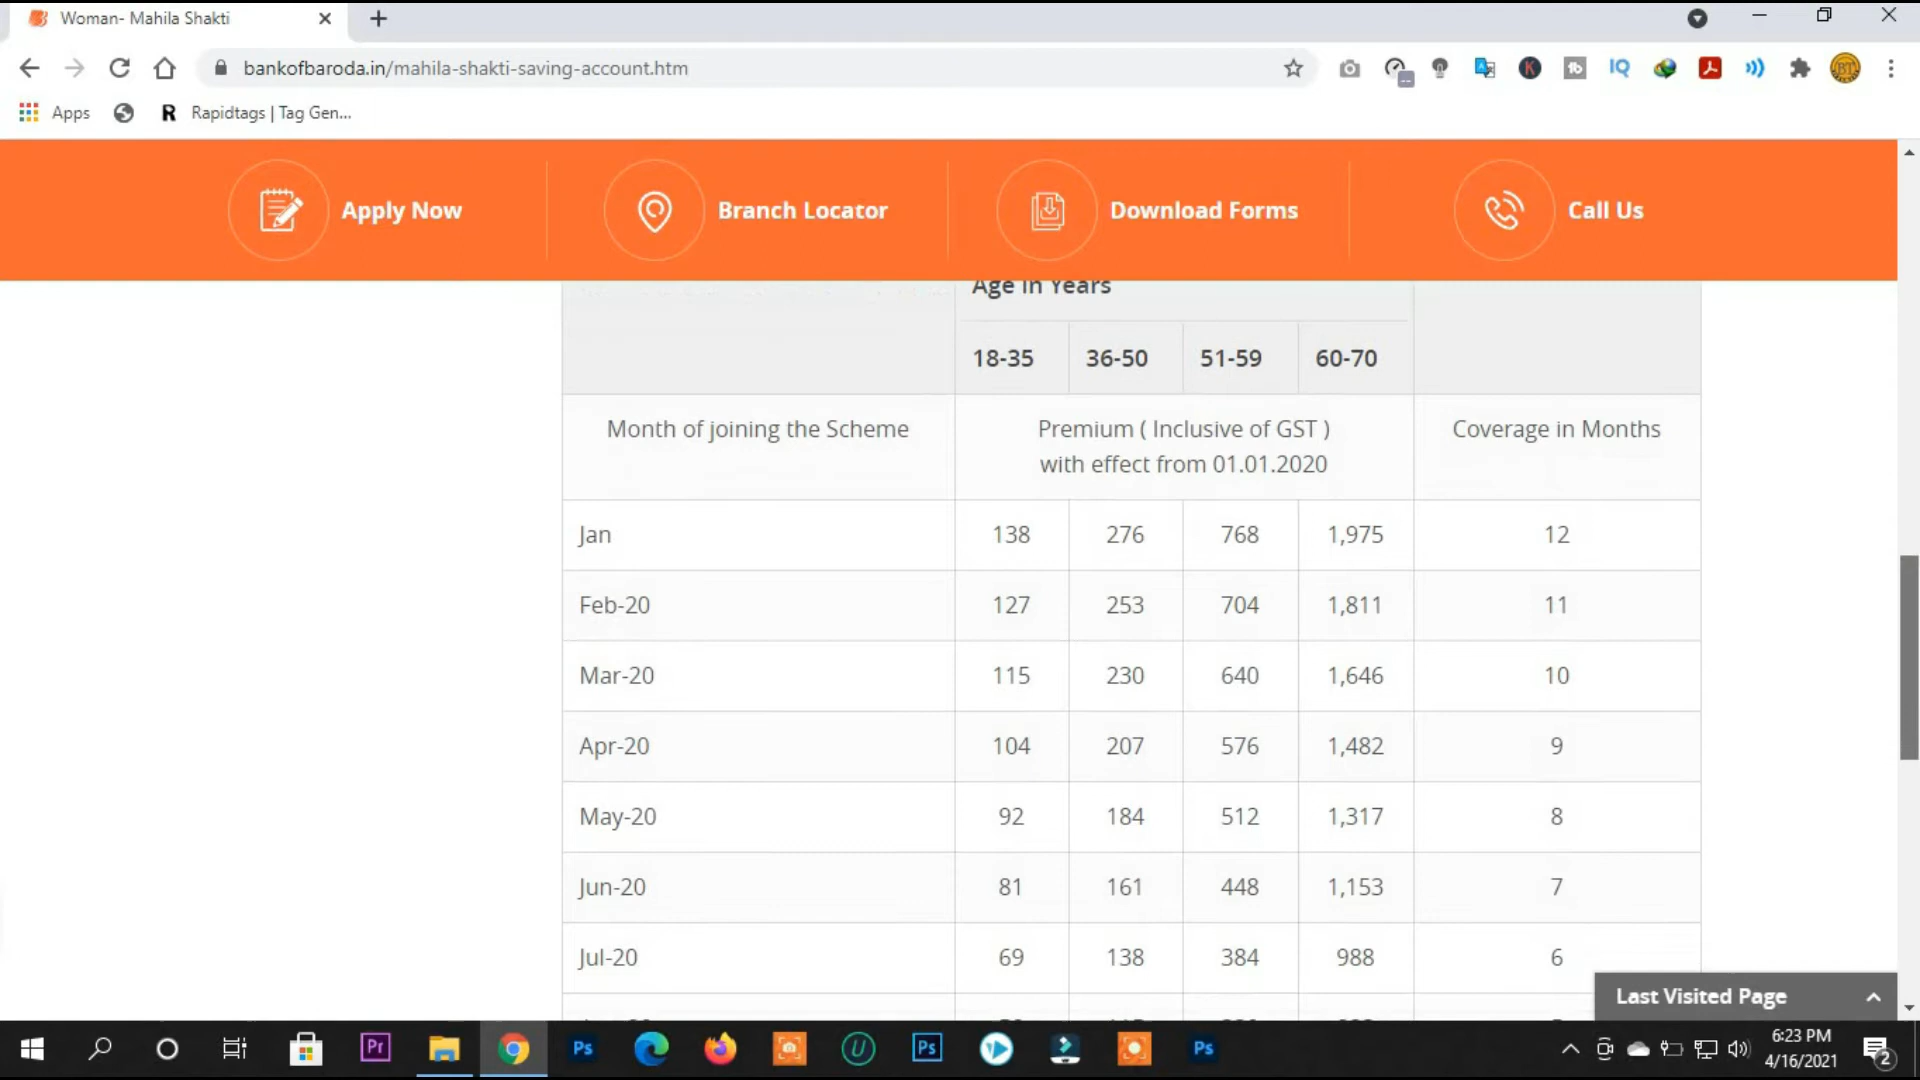 Woman- Mahila Shakti
bankofbaroda.in/mahila-shakti-saving-account.htm
Apps
Rapidtags | Tag Gen...
Apply Now
Branch Locator
Download Forms
Call Us
Age in Years
18-35 36-50 51-59 60-70
Month of joining the Scheme Premium ( Inclusive of GST ) Coverage in Months
with effect from 01.01.2020
Jan 138 276 768 1,975 12
Feb-20 127 253 704 1,811 11
Mar-20 115 230 640 1,646 10
Apr-20 104 207 576 1,482 9
May-20 92 184 512 1,317 8
Jun-20 81 161 448 1,153 7
Jul-20 69 138 384 988 6
Last Visited Page
6:23 PM
4/16/2021
2